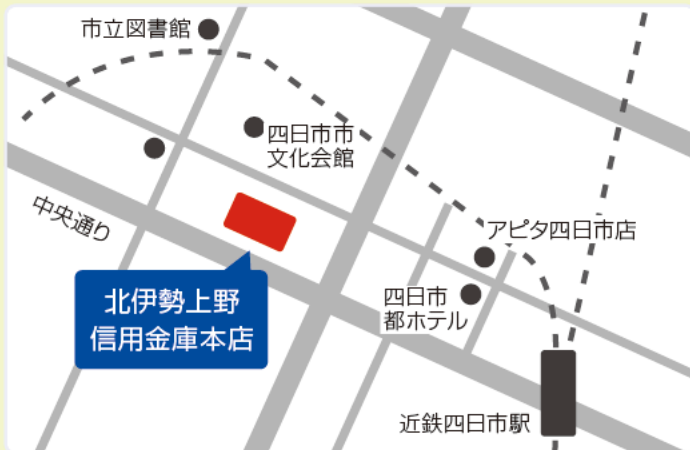 市立図書館
四日市市
文化会館
中央通り
アピタ四日市店
北伊勢上野
信用金庫本店
四日市
都ホテル
近鉄四日市駅